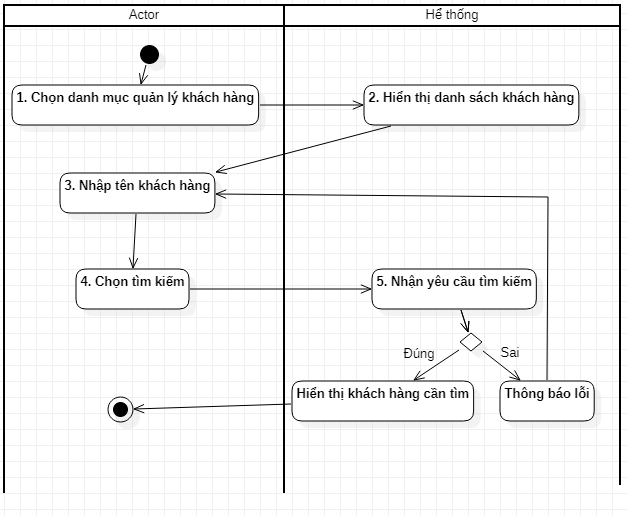 Actor
Hể thống
1. Chọn danh mục quản lý khách hàng
2. Hiển thị danh sách khách hàng
3. Nhập tên khách hàng
4. Chọn tìm kiếm
5. Nhận yêu cầu tìm kiếm
Đúng
Sai
Hiển thị khách hàng cần tìm
Thông báo lỗi